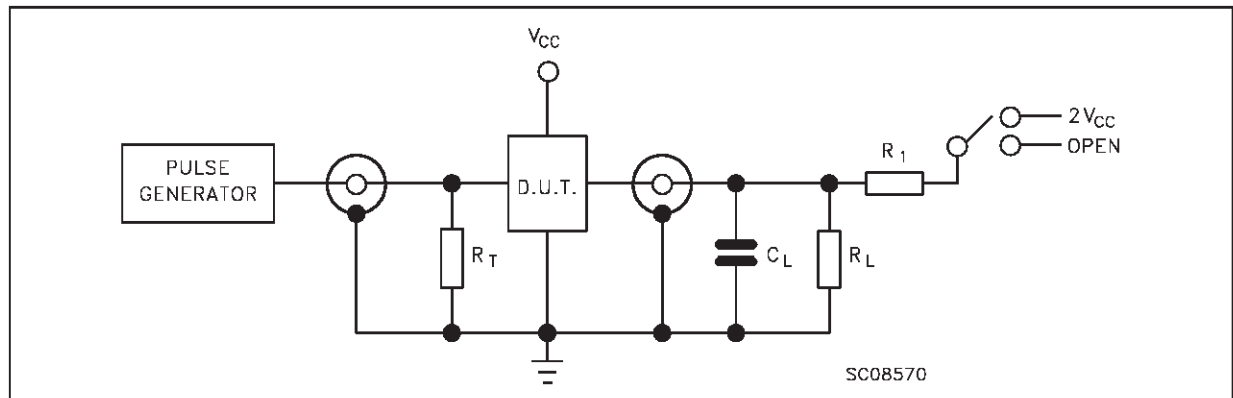 VCC
2VCC
OPEN
R1
PULSE
GENERATOR
D.U.T.
RT
CL
RL
SC08570